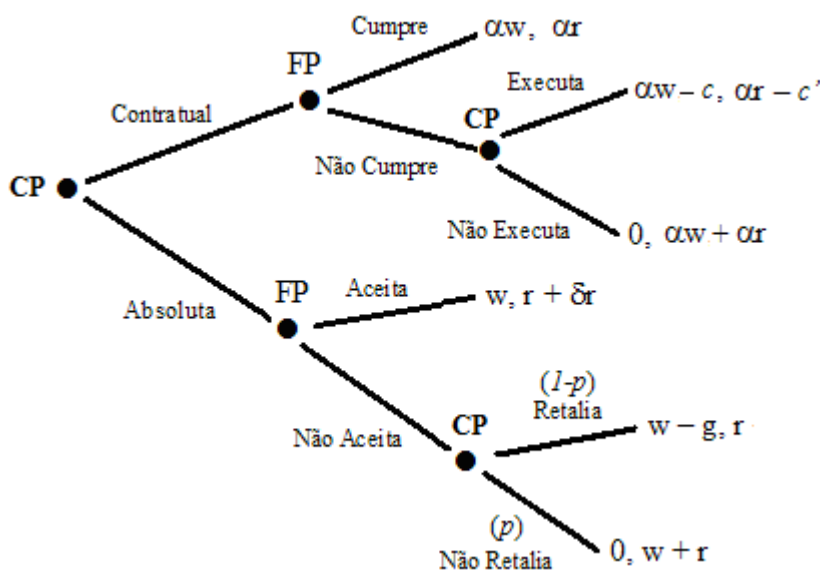 Cumpre
αw, αr
FP
Executa
αw – c, αr – c’
Contratual
CP
Não Cumpre
CP
Não Executa
0, αw + αr
FP
Aceita
w, r + δr
Absoluta
(1-p)
Retalia
w – g, r
Não Aceita
CP
(p)
Não Retalia
0, w + r